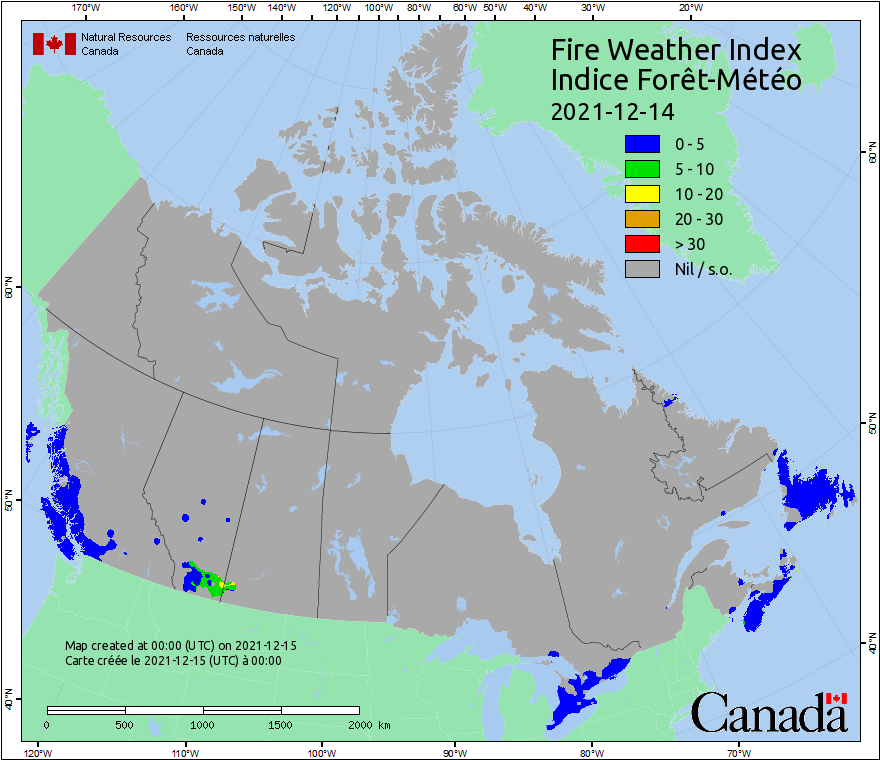 170°W 160°W 150°W 140°W 130°W 120°W 110°W 100°W 90°W 80°W 60°W 50°W 40°W 30°W 20°W
Natural Resources Ressources naturelles
Canada Canada
Fire Weather Index
Indice Forêt-Météo
2021-12-14
0 - 5
5 - 10
10 - 20
20 - 30
> 30
Nil / s.o.
60°N
60°N
50°N
50°N
40°N
40°N
Map created at 00:00 (UTC) on 2021-12-15
Carte créée le 2021-12-15 (UTC) à 00:00
0 500 1000 1500 2000 km
Canada
120°W 110°W 100°W 90°W 80°W 70°W